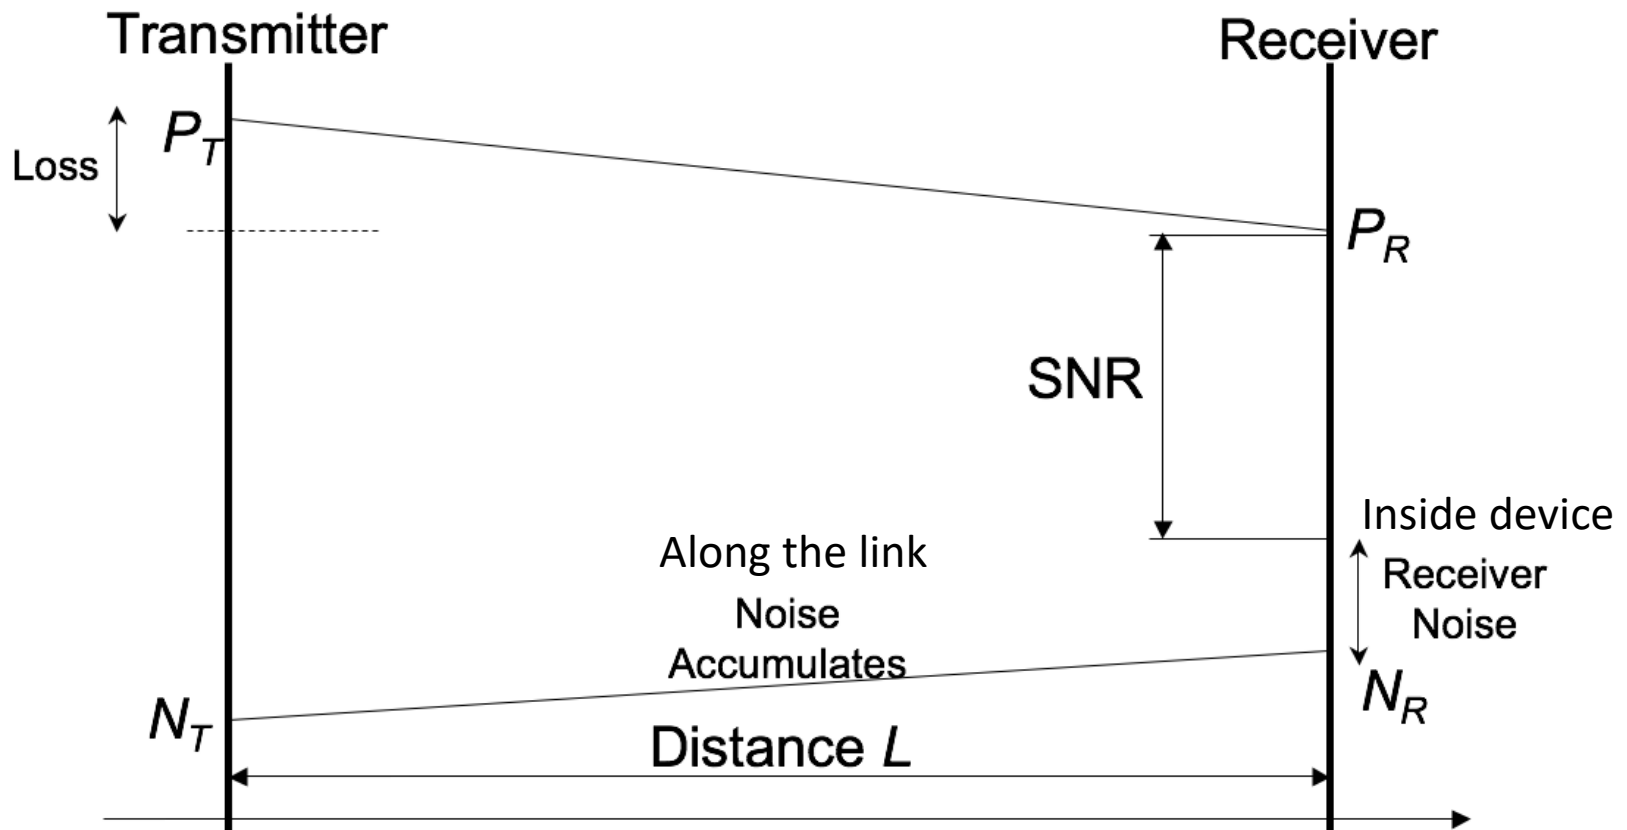 Transmitter
Receiver
P_T
Loss
P_R
SNR
Inside device
Along the link
Receiver
Noise
Noise
Accumulates
N_T
N_R
Distance L